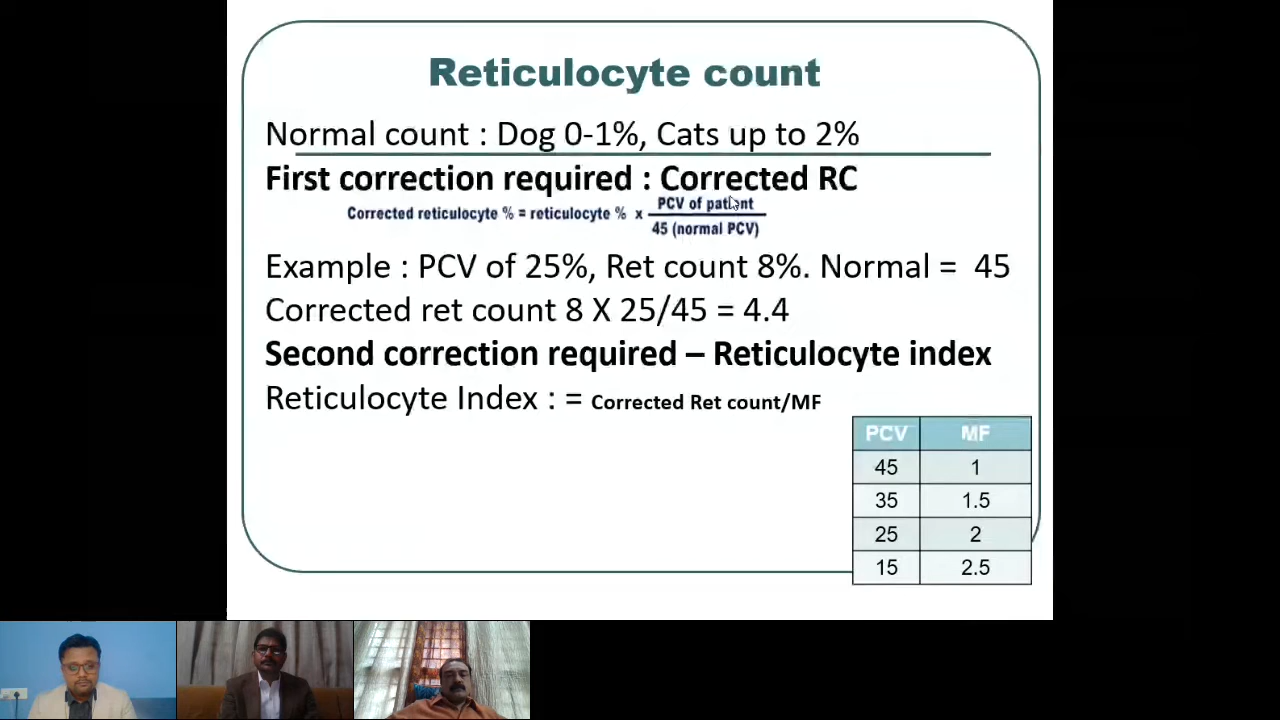 Reticulocyte count
Normal count : Dog 0-1%, Cats up to 2%
First correction required : Corrected RC
Corrected reticulocyte % = reticulocyte % x PCV of patient
45 (normal PCV)
Example : PCV of 25%, Ret count 8%. Normal = 45
Corrected ret count 8 X 25/45 = 4.4
Second correction required – Reticulocyte index
Reticulocyte Index : = Corrected Ret count/MF
PCV MF
45 1
35 1.5
25 2
15 2.5